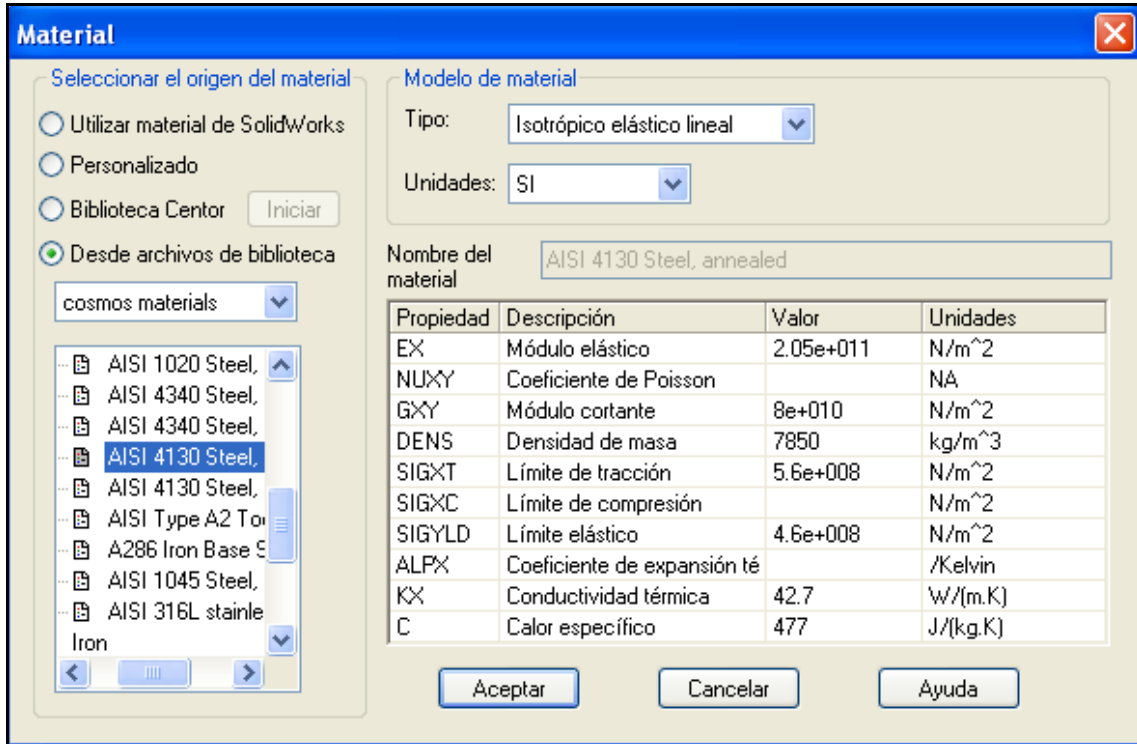 Material
Seleccionar el origen del material
Utilizar material de SolidWorks
Personalizado
Biblioteca Centor Iniciar
Desde archivos de biblioteca
cosmos materials
AISI 1020 Steel,
AISI 4340 Steel,
AISI 4340 Steel,
AISI 4130 Steel,
AISI 4130 Steel,
AISI Type A2 Too
A286 Iron Base S
AISI 1045 Steel,
AISI 316L stainle
Iron
Modelo de material
Tipo: Isotrópico elástico lineal
Unidades: SI
Nombre del material AISI 4130 Steel, annealed
Propiedad Descripción Valor Unidades
EX Módulo elástico 2.05e+011 N/m^2
NUXY Coeficiente de Poisson NA
GXY Módulo cortante 8e+010 N/m^2
DENS Densidad de masa 7850 kg/m^3
SIGXT Límite de tracción 5.6e+008 N/m^2
SIGXC Límite de compresión N/m^2
SIGYLD Límite elástico 4.6e+008 N/m^2
ALPX Coeficiente de expansión té /Kelvin
KX Conductividad térmica 42.7 W/(m.K)
C Calor específico 477 J/(kg.K)
Aceptar Cancelar Ayuda